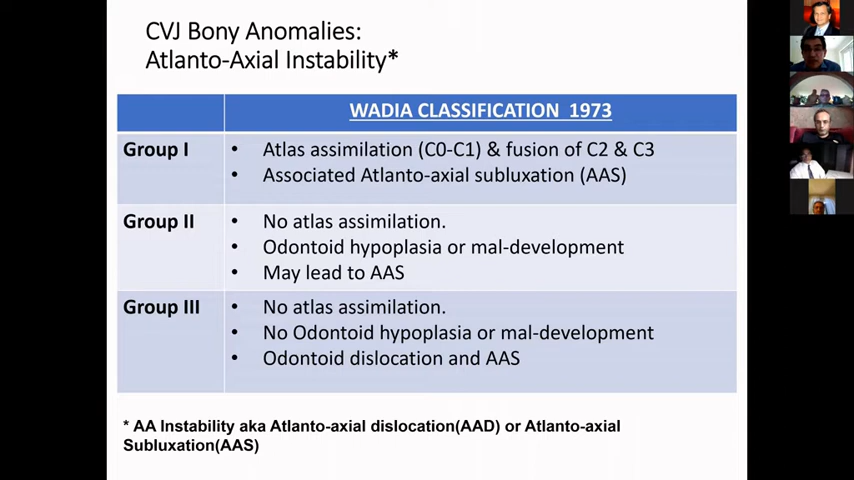 CVJ Bony Anomalies:
Atlanto-Axial Instability*
WADIA CLASSIFICATION 1973
Group I
• Atlas assimilation (C0-C1) & fusion of C2 & C3
• Associated Atlanto-axial subluxation (AAS)
Group II
• No atlas assimilation.
• Odontoid hypoplasia or mal-development
• May lead to AAS
Group III
• No atlas assimilation.
• No Odontoid hypoplasia or mal-development
• Odontoid dislocation and AAS
* AA Instability aka Atlanto-axial dislocation(AAD) or Atlanto-axial
Subluxation(AAS)